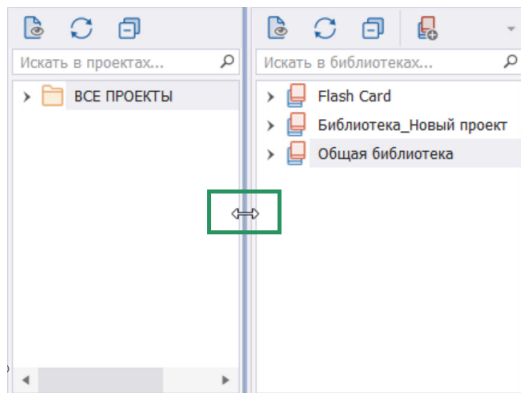 Искать в проектах...
ВСЕ ПРОЕКТЫ
Искать в библиотеках...
Flash Card
Библиотека_Новый проект
Общая библиотека